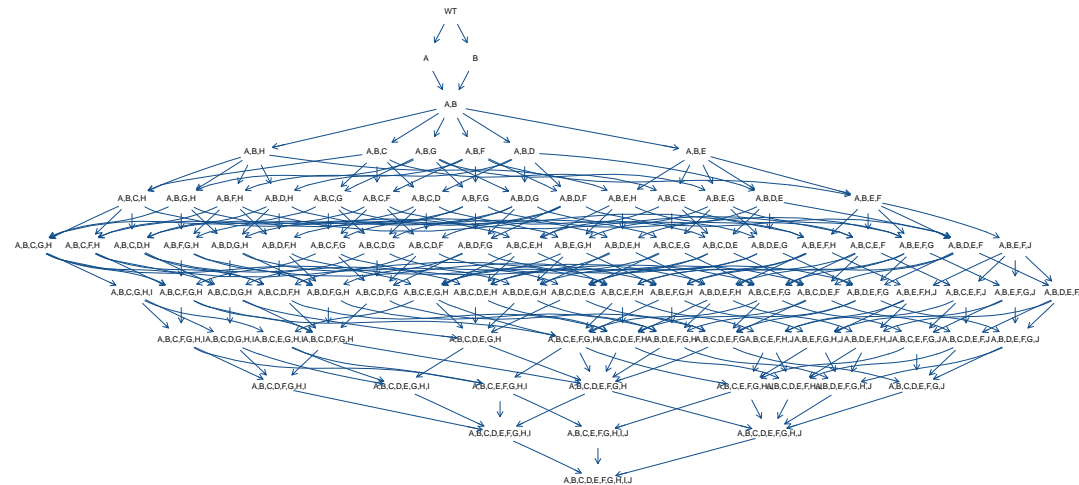 WT
A B
A,B
A,B,H A,B,C A,B,G A,B,F A,B,D A,B,E
A,B,C,H A,B,G,H A,B,F,H A,B,D,H A,B,C,G A,B,C,F A,B,C,D A,B,F,G A,B,D,G A,B,D,F A,B,E,H A,B,C,E A,B,E,G A,B,D,E A,B,E,F
A,B,C,G,H A,B,C,F,H A,B,C,D,H A,B,F,G,H A,B,D,G,H A,B,D,F,H A,B,C,F,G A,B,C,D,G A,B,C,D,F A,B,D,F,G A,B,C,E,H A,B,E,G,H A,B,D,E,H A,B,C,E,G A,B,C,D,E A,B,D,E,G A,B,E,F,H A,B,C,E,F A,B,E,F,G A,B,D,E,F A,B,E,F,J
A,B,C,G,H,I A,B,C,F,G,H A,B,C,D,G,H A,B,C,D,F,H A,B,D,F,G,H A,B,C,D,F,G A,B,C,E,G,H A,B,C,D,E,H A,B,D,E,G,H A,B,C,D,E,G A,B,C,E,F,H A,B,E,F,G,H A,B,D,E,F,H A,B,C,E,F,G A,B,C,D,E,F A,B,D,E,F,G A,B,E,F,H,J A,B,C,E,F,J A,B,E,F,G,J A,B,D,E,F
A,B,C,F,G,H,I A,B,C,D,G,H,I A,B,C,E,G,H,I A,B,C,D,F,G,H A,B,C,D,E,G,H A,B,C,E,F,G,H A,B,C,D,E,F,H A,B,D,E,F,G,H A,B,C,D,E,F,G A,B,C,E,F,H,J A,B,E,F,G,H,J A,B,D,E,F,H,J A,B,C,E,F,G,J A,B,C,D,E,F,J A,B,D,E,F,G,J
A,B,C,D,F,G,H,I A,B,C,D,E,G,H,I A,B,C,E,F,G,H,I A,B,C,D,E,F,G,H A,B,C,E,F,G,H,J A,B,C,D,E,F,H,J A,B,D,E,F,G,H,J A,B,C,D,E,F,G,J
A,B,C,D,E,F,G,H,I A,B,C,E,F,G,H,I,J A,B,C,D,E,F,G,H,J
A,B,C,D,E,F,G,H,I,J